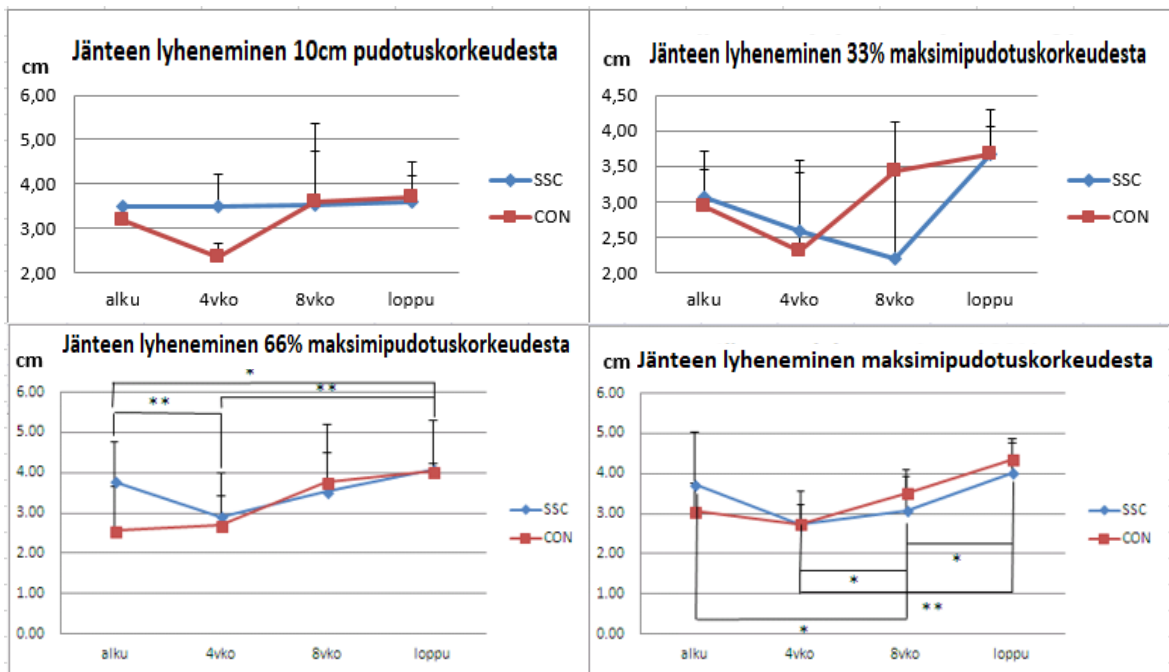 Jänteen lyheneminen 10cm pudotuskorkeudesta
cm
6,00
5,00
4,00
3,00
2,00
alku 4vko 8vko loppu
SSC
CON
Jänteen lyheneminen 33% maksimipudotuskorkeudesta
cm
4,50
4,00
3,50
3,00
2,50
2,00
alku 4vko 8vko loppu
SSC
CON
Jänteen lyheneminen 66% maksimipudotuskorkeudesta
cm
6.00
5.00
4.00
3.00
2.00
1.00
0.00
*
**
**
alku 4vko 8vko loppu
SSC
CON
Jänteen lyheneminen maksimipudotuskorkeudesta
cm
6.00
5.00
4.00
3.00
2.00
1.00
0.00
*
*
**
*
alku 4vko 8vko loppu
SSC
CON